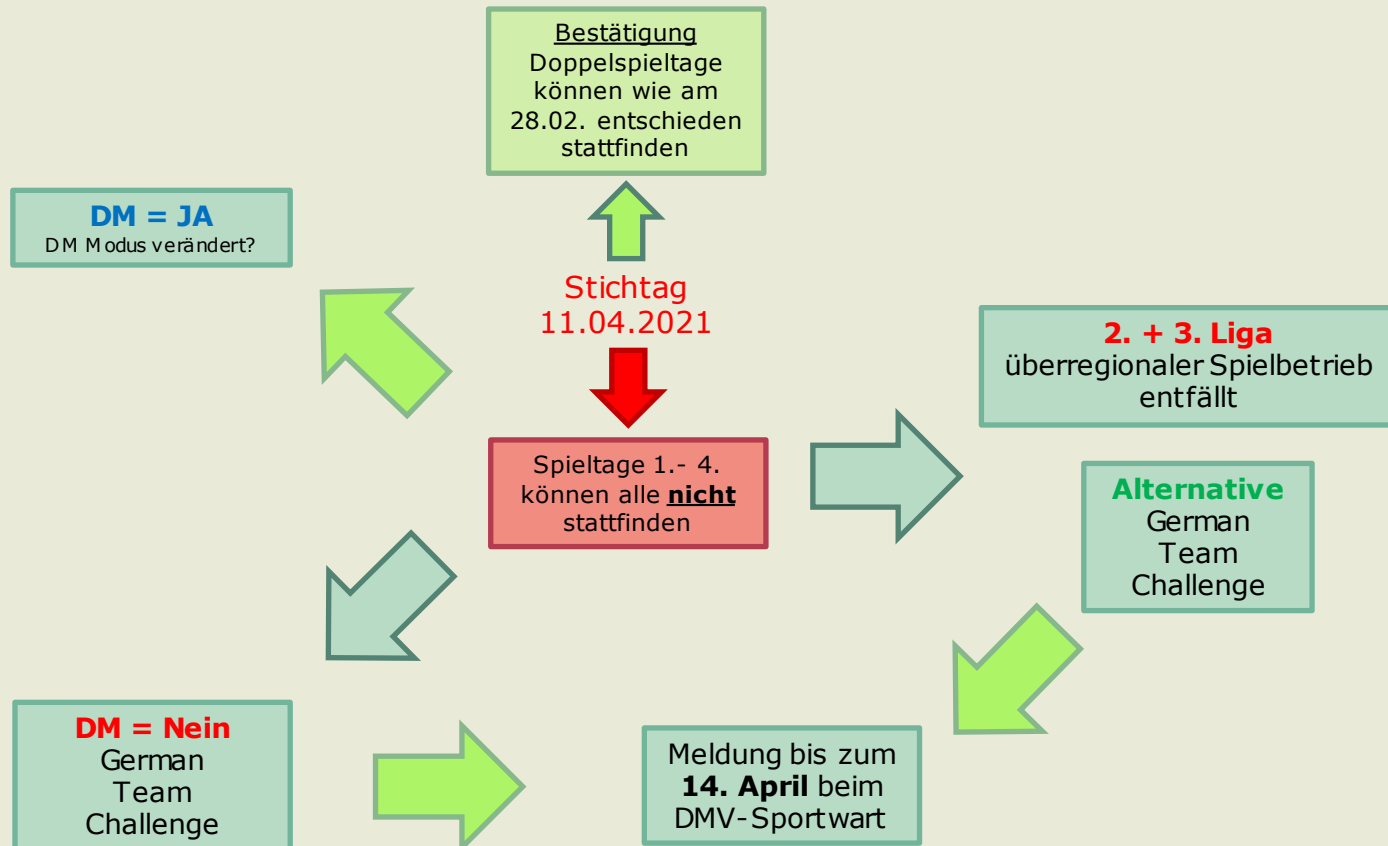 Bestätigung
Doppelspieltage
können wie am
28.02. entschieden
stattfinden
DM = JA
DM Modus verändert?
Stichtag
11.04.2021
2. + 3. Liga
überregionaler Spielbetrieb
entfällt
Spieltage 1.- 4.
können alle nicht
stattfinden
Alternative
German
Team
Challenge
DM = Nein
German
Team
Challenge
Meldung bis zum
14. April beim
DMV-Sportwart